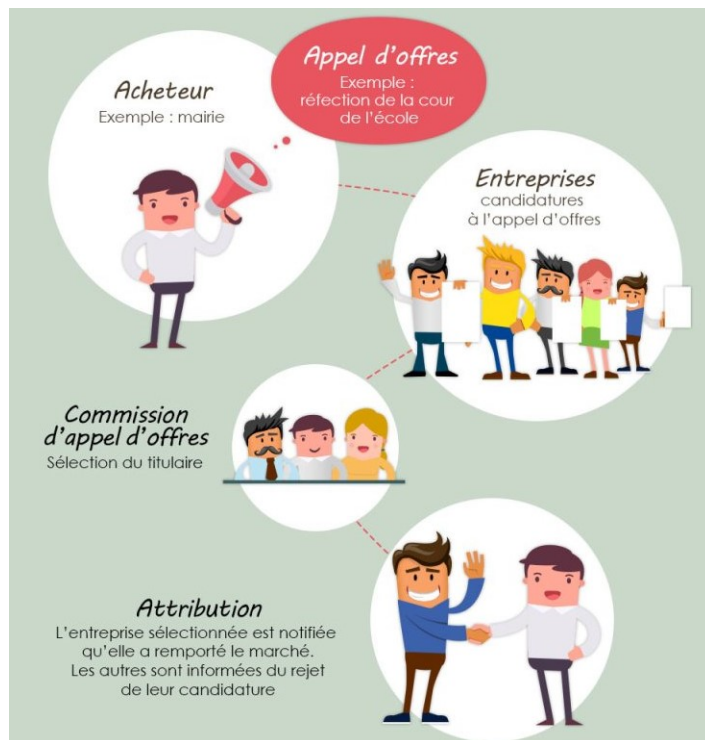 Acheteur
Exemple : mairie
Appel d'offres
Exemple :
réfection de la cour
de l'école
Entreprises
candidatures
à l'appel d'offres
Commission
d'appel d'offres
Sélection du titulaire
Attribution
L'entreprise sélectionnée est notifiée
qu'elle a remporté le marché.
Les autres sont informées du rejet
de leur candidature